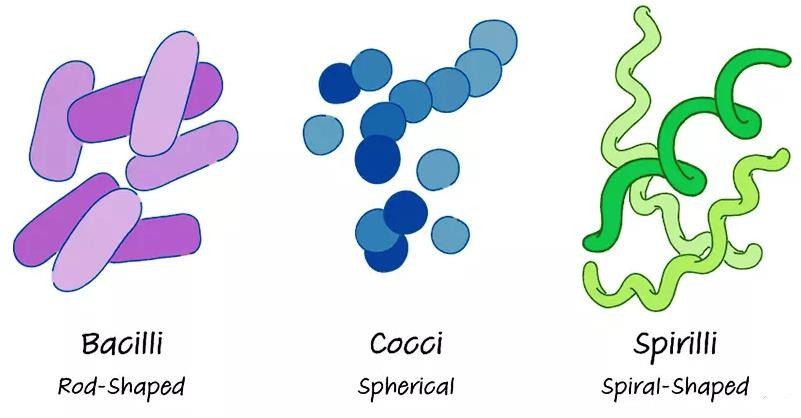 Bacilli
Rod-Shaped
Cocci
Spherical
Spirilli
Spiral-Shaped